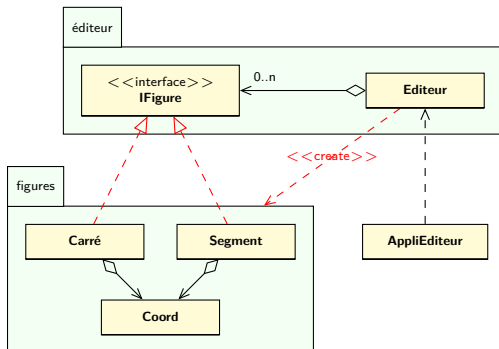 éditeur
<<interface>>
IFigure
0..n
Editeur
<<create>>
figures
Carré
Segment
AppliEditeur
Coord